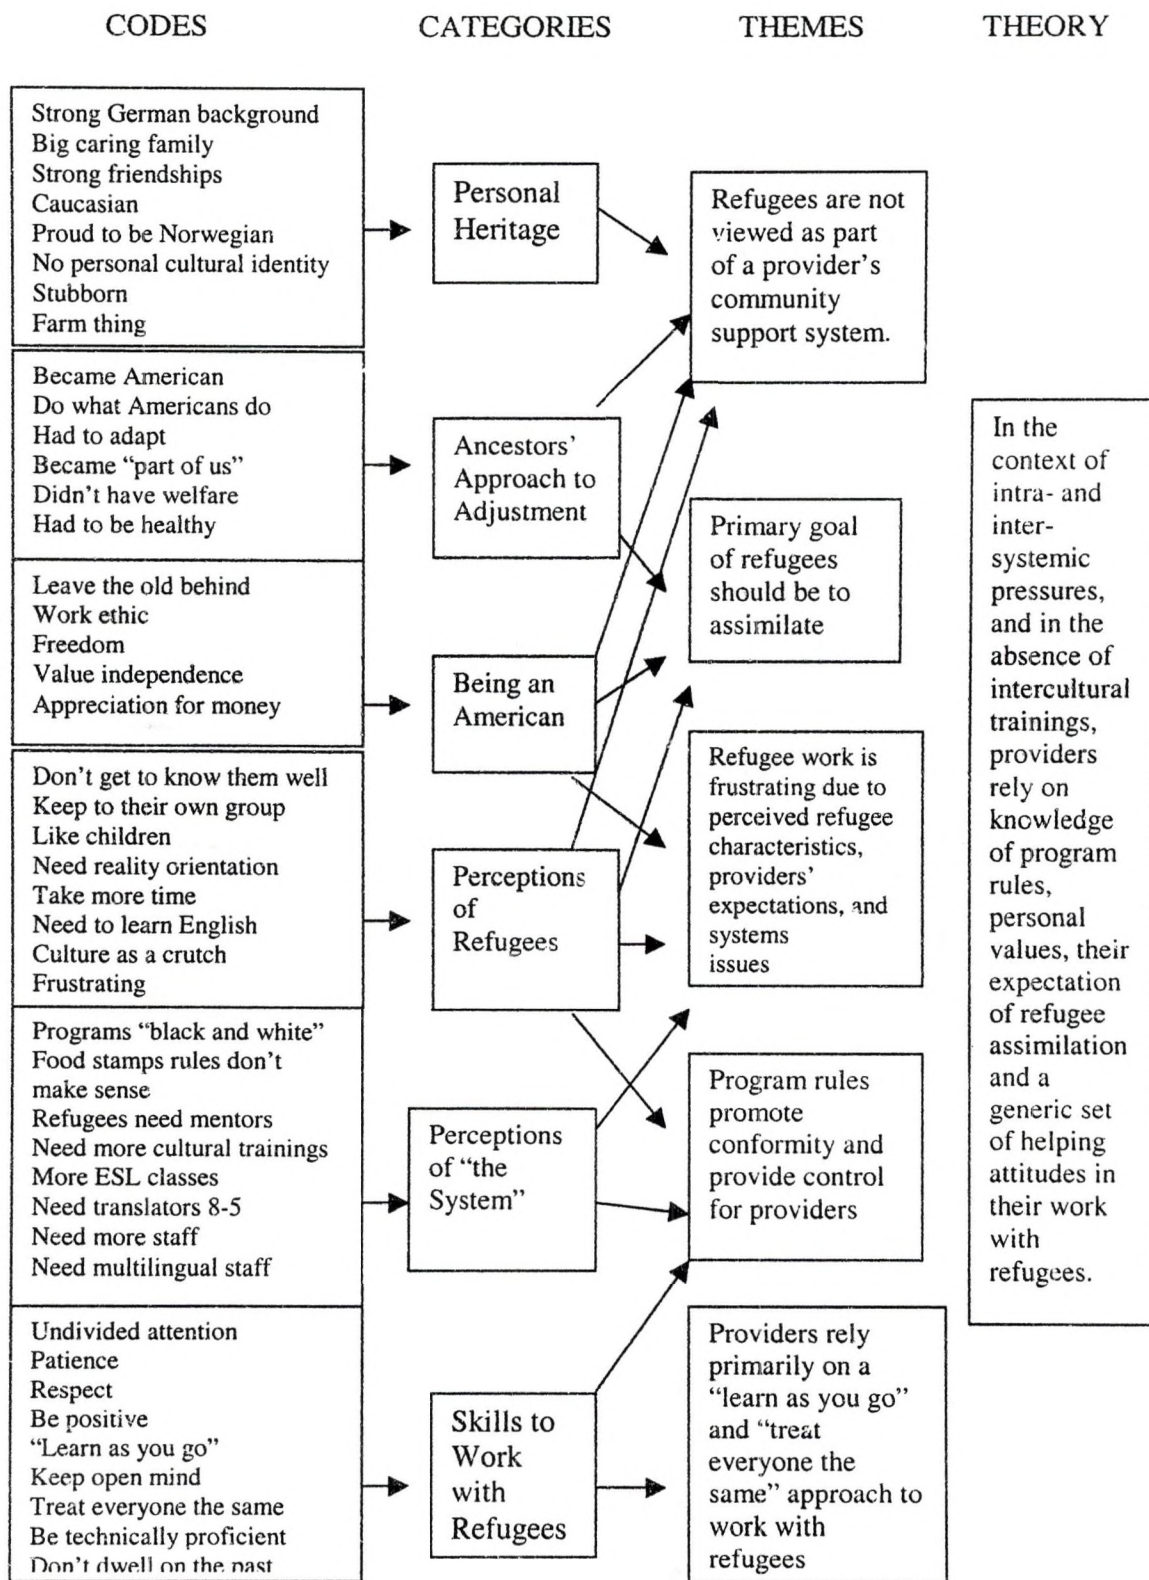 CODES CATEGORIES THEMES THEORY
Strong German background
Big caring family
Strong friendships
Caucasian
Proud to be Norwegian
No personal cultural identity
Stubborn
Farm thing
Became American
Do what Americans do
Had to adapt
Became “part of us”
Didn’t have welfare
Had to be healthy
Leave the old behind
Work ethic
Freedom
Value independence
Appreciation for money
Don’t get to know them well
Keep to their own group
Like children
Need reality orientation
Take more time
Need to learn English
Culture as a crutch
Frustrating
Programs “black and white”
Food stamps rules don’t
make sense
Refugees need mentors
Need more cultural trainings
More ESL classes
Need translators 8-5
Need more staff
Need multilingual staff
Undivided attention
Patience
Respect
Be positive
“Learn as you go”
Keep open mind
Treat everyone the same
Be technically proficient
Don’t dwell on the past
Personal
Heritage
Ancestors’
Approach to
Adjustment
Being an
American
Perceptions
of
Refugees
Perceptions
of “the
System”
Skills to
Work
with
Refugees
Refugees are not
viewed as part
of a provider’s
community
support system.
Primary goal
of refugees
should be to
assimilate
Refugee work is
frustrating due to
perceived refugee
characteristics,
providers’
expectations, and
systems
issues
Program rules
promote
conformity and
provide control
for providers
Providers rely
primarily on a
“learn as you go”
and “treat
everyone the
same” approach to
work with
refugees
In the
context of
intra- and
inter-
systemic
pressures,
and in the
absence of
intercultural
trainings,
providers
rely on
knowledge
of program
rules,
personal
values, their
expectation
of refugee
assimilation
and a
generic set
of helping
attitudes in
their work
with
refugees.